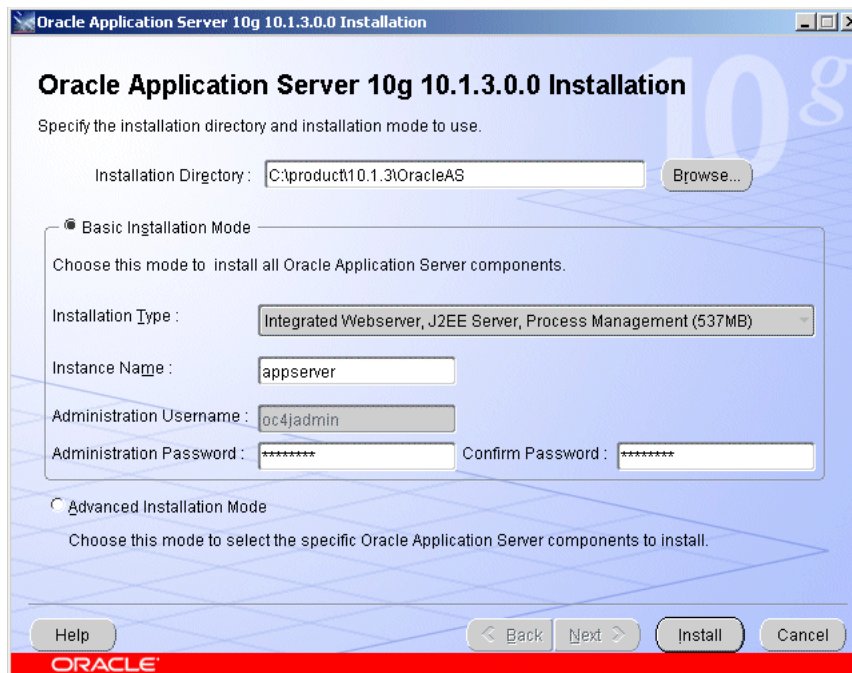 Oracle Application Server 10g 10.1.3.0.0 Installation
10g
Oracle Application Server 10g 10.1.3.0.0 Installation
Specify the installation directory and installation mode to use.
Installation Directory : C:\product\10.1.3\OracleAS Browse...
Basic Installation Mode
Choose this mode to install all Oracle Application Server components.
Installation Type : Integrated Webserver, J2EE Server, Process Management (537MB)
Instance Name : appserver
Administration Username : oc4jadmin
Administration Password : ******** Confirm Password : ********
Advanced Installation Mode
Choose this mode to select the specific Oracle Application Server components to install.
Help Back Next Install Cancel
ORACLE